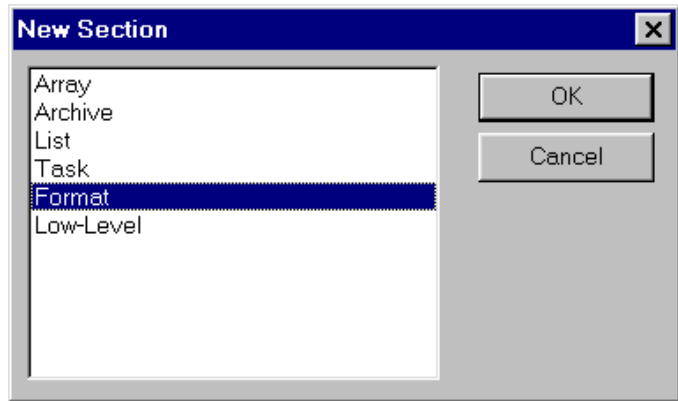 New Section
Array
Archive
List
Task
Format
Low-Level
OK
Cancel